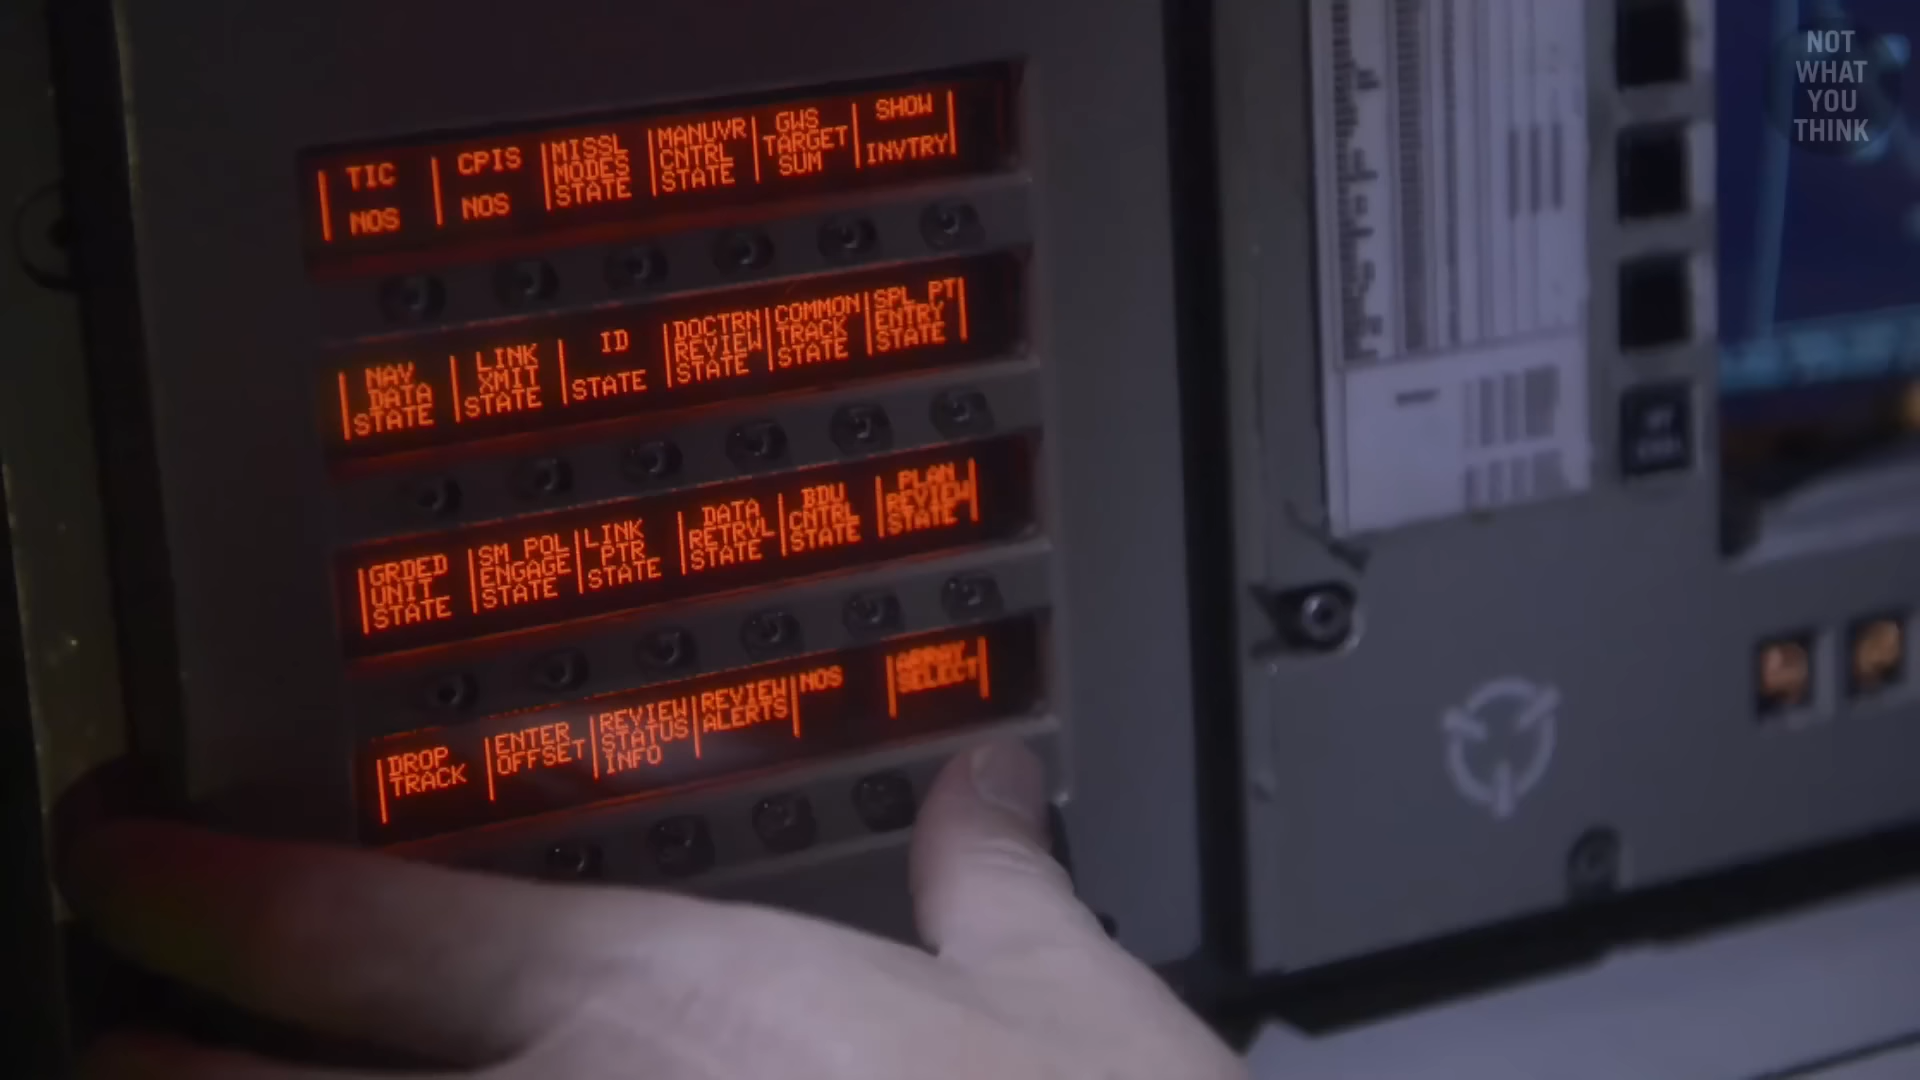 NOT
WHAT
YOU
THINK
TIC
NOS
CPIS
NOS
MISSL
MODES
STATE
MANUVR
CNTRL
STATE
GWS
TARGET
SUM
SHOW
INVTRY
NAV
DATA
STATE
LINK
XMIT
STATE
ID
STATE
DOCTRN
REVIEW
STATE
COMMON
TRACK
STATE
SPL PT
ENTRY
STATE
GRDED
UNIT
STATE
SM POL
ENGAGE
STATE
LINK
PTR
STATE
DATA
RETRVL
STATE
BDU
CNTRL
STATE
PLAN
REVIEW
STATE
DROP
TRACK
ENTER
OFFSET
REVIEW
STATUS
INFO
REVIEW
ALERTS
NOS
ARRAY
SELECT